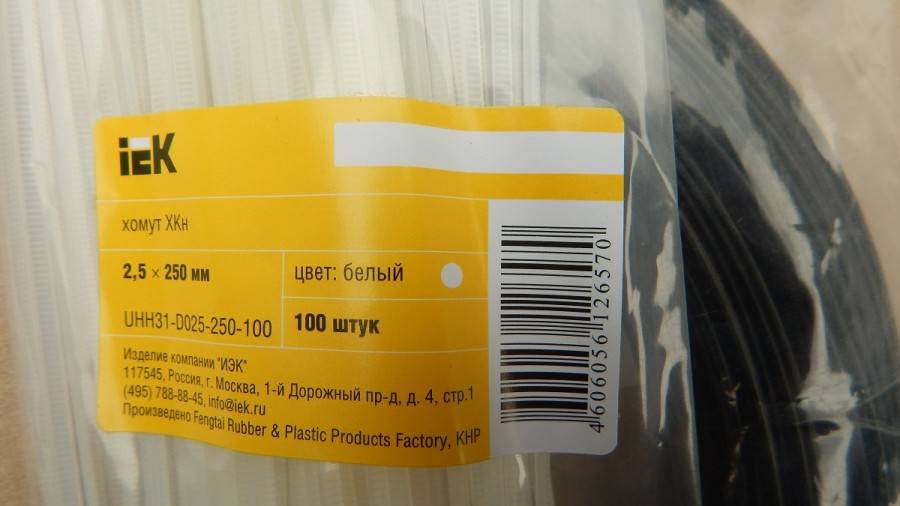 iEK
хомут ХКн
2,5 × 250 мм
цвет: белый
UHH31-D025-250-100
100 штук
Изделие компании "ИЭК"
117545, Россия, г. Москва, 1-й Дорожный пр-д, д. 4, стр.1
(495) 788-88-45, info@iek.ru
Произведено Fengtai Rubber & Plastic Products Factory, КНР
4606056126570